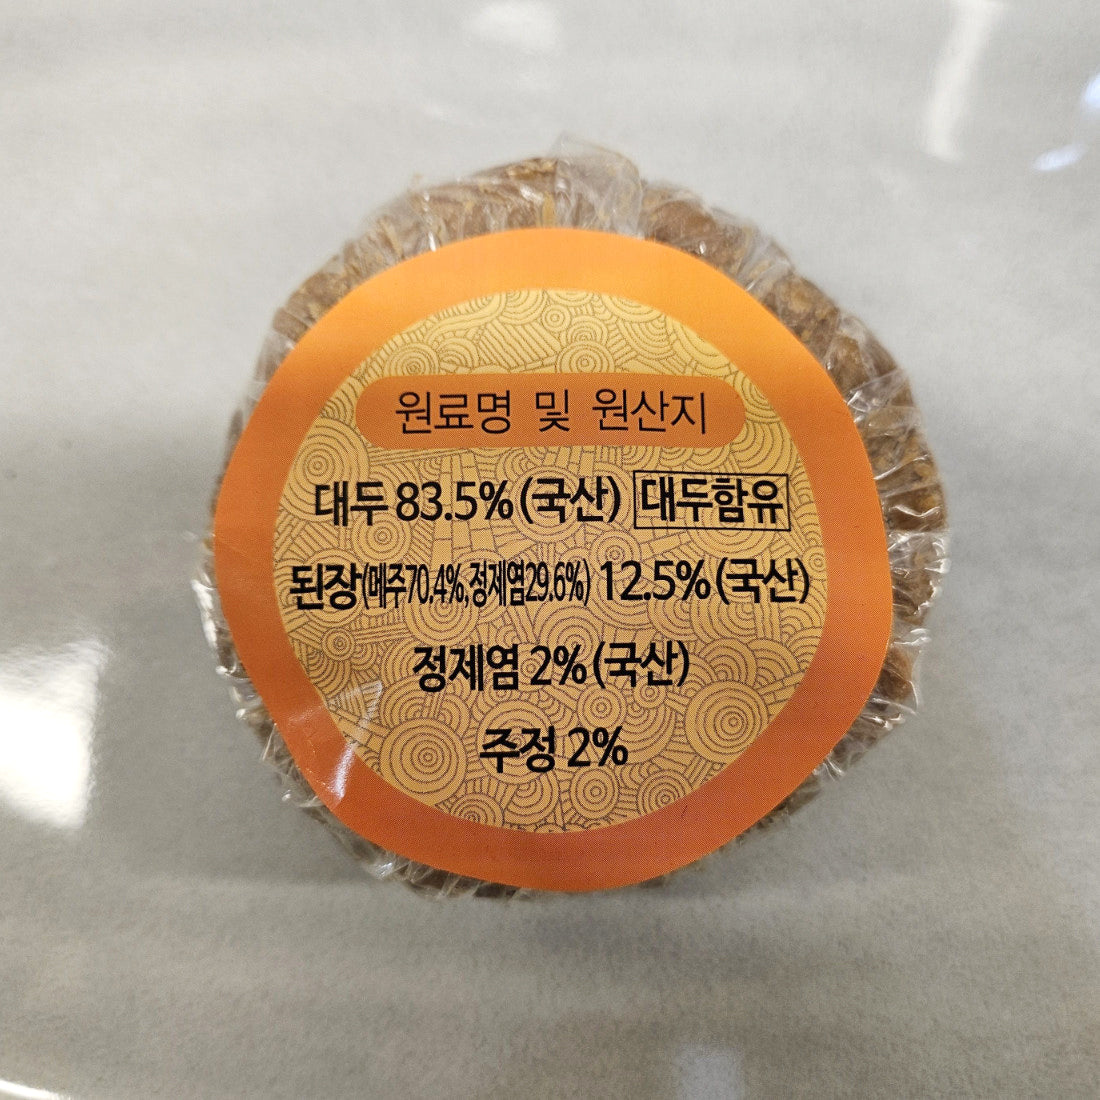 원료명 및 원산지
대두 83.5% (국산) 대두함유
된장(메주70.4%,정제염29.6%) 12.5% (국산)
정제염 2% (국산)
주정 2%